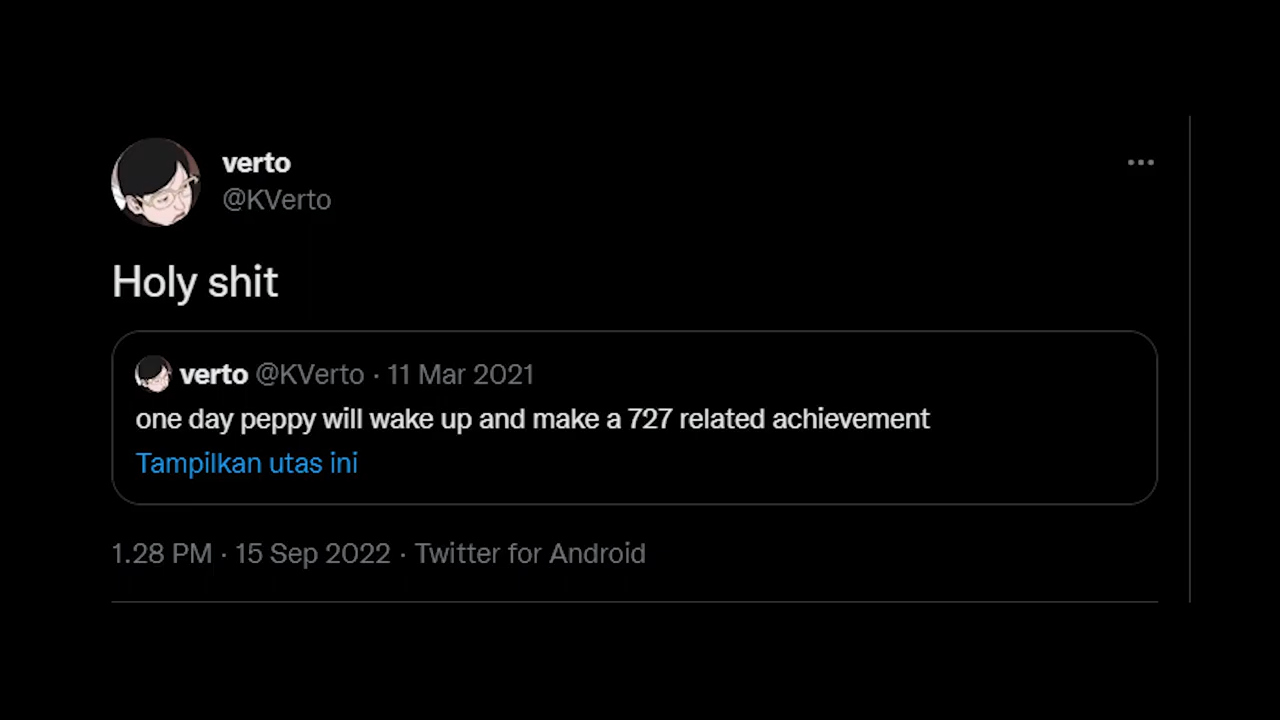 verto
@KVerto
Holy shit
verto @KVerto · 11 Mar 2021
one day peppy will wake up and make a 727 related achievement
Tampilkan utas ini
1.28 PM · 15 Sep 2022 · Twitter for Android